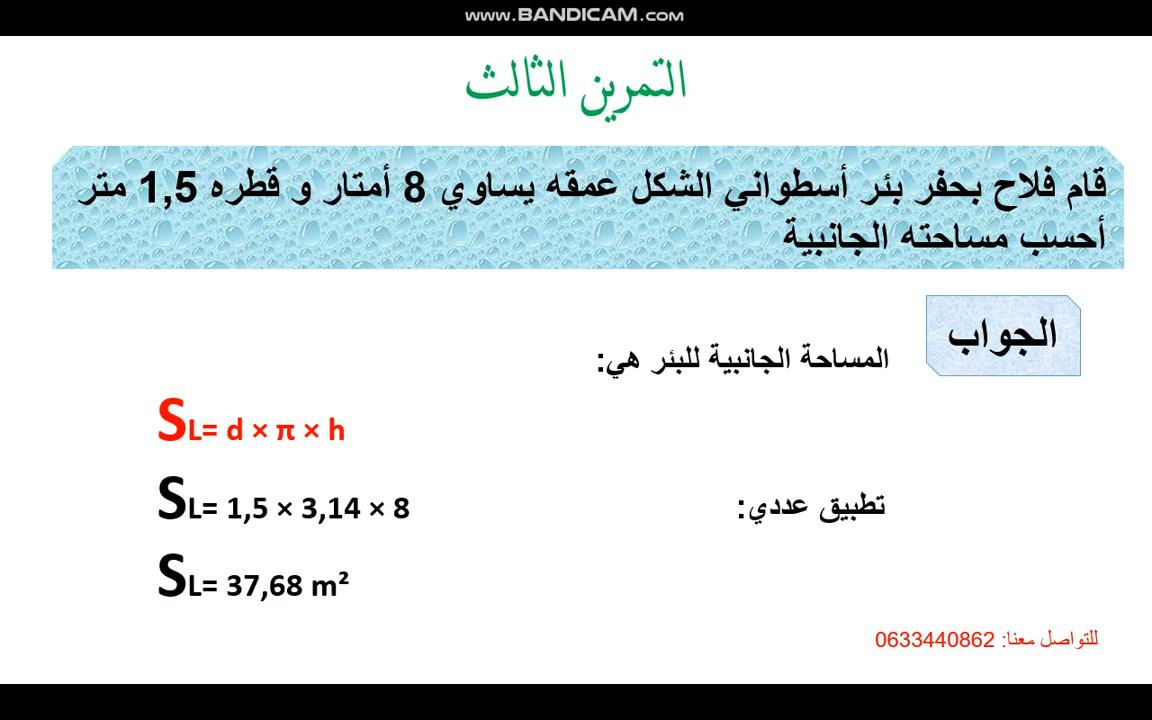 www.BANDICAM.com
التمرين الثالث
قام فلاح بحفر بئر أسطواني الشكل عمقه يساوي 8 أمتار و قطره 1,5 متر
أحسب مساحته الجانبية
الجواب
المساحة الجانبية للبئر هي:
SL= d × π × h
تطبيق عددي:
SL= 1,5 × 3,14 × 8
SL= 37,68 m²
للتواصل معنا: 0633440862